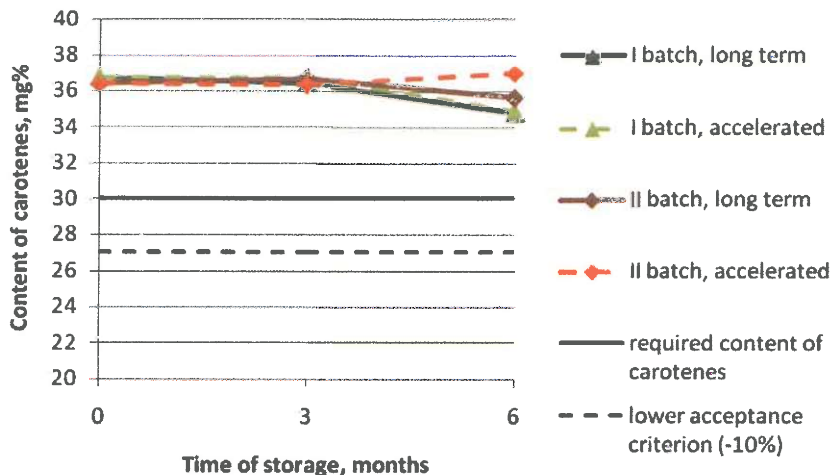 Content of carotenes, mg%
40
38
36
34
32
30
28
26
24
22
20
0 3 6
Time of storage, months
I batch, long term
I batch, accelerated
II batch, long term
II batch, accelerated
required content of
carotenes
lower acceptance
criterion (-10%)